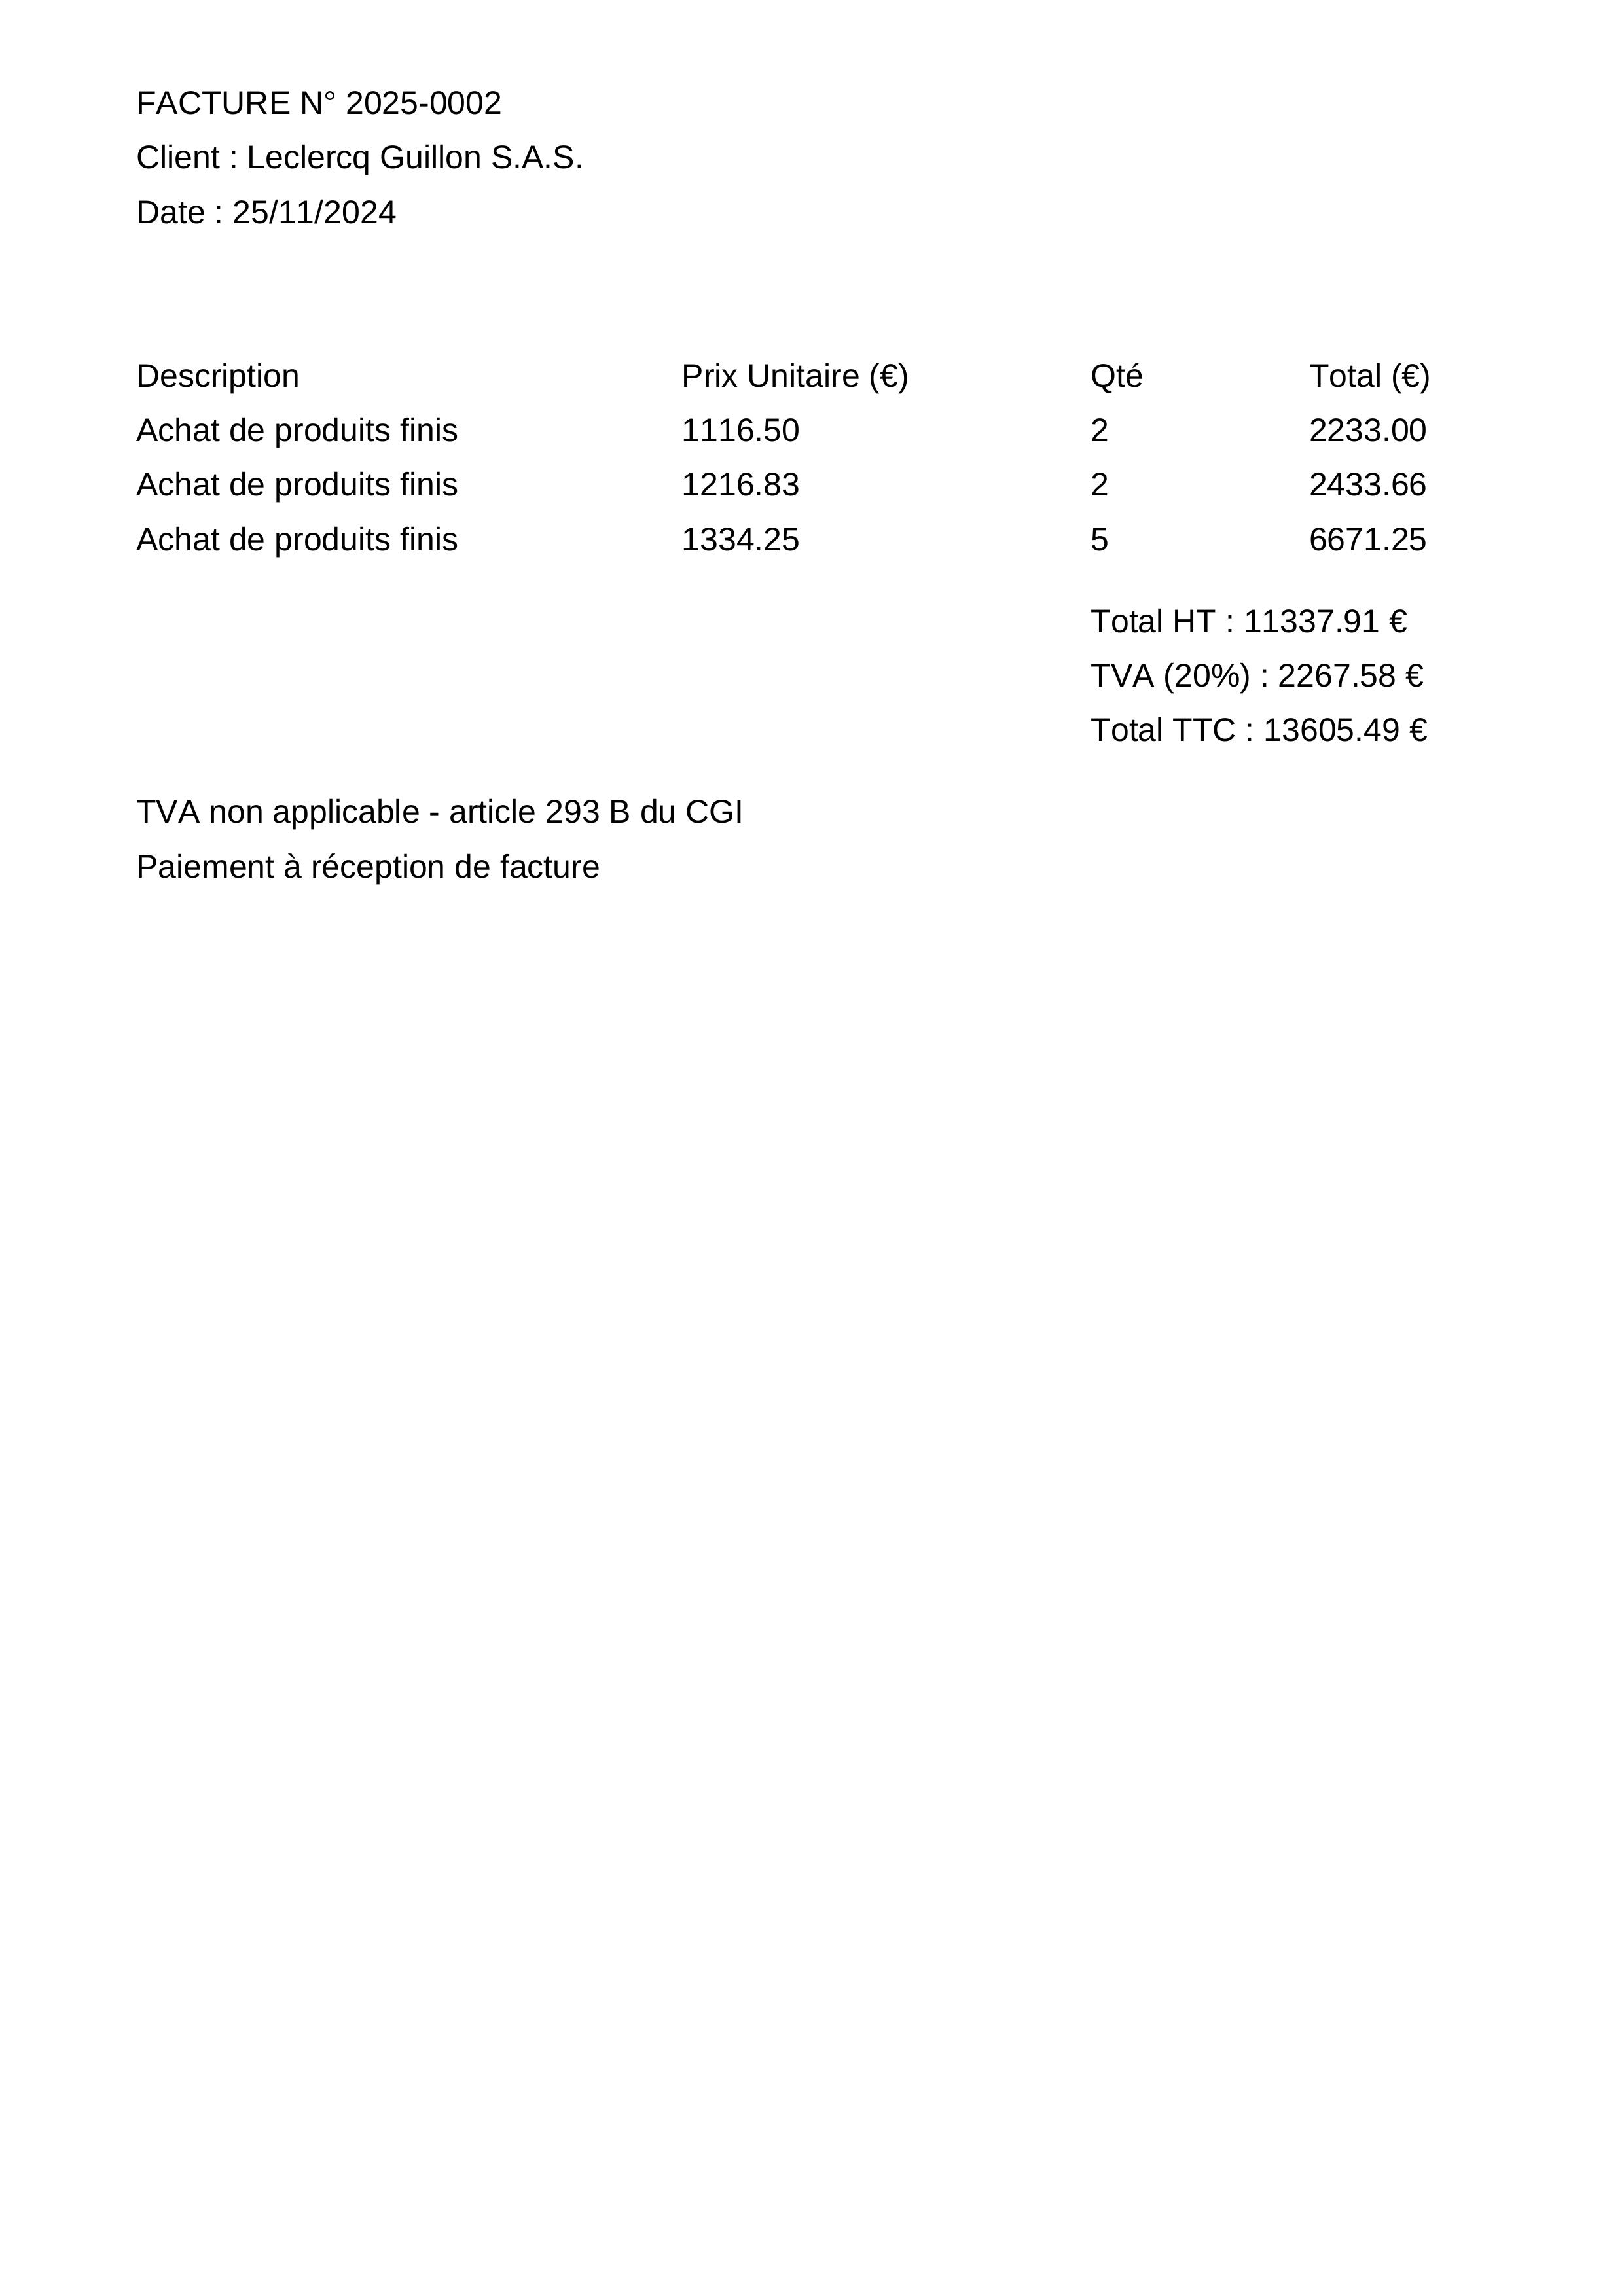 FACTURE N° 2025-0002
Client : Leclercq Guillon S.A.S.
Date : 25/11/2024
Description Prix Unitaire (€) Qté Total (€)
Achat de produits finis 1116.50 2 2233.00
Achat de produits finis 1216.83 2 2433.66
Achat de produits finis 1334.25 5 6671.25
Total HT : 11337.91 €
TVA (20%) : 2267.58 €
Total TTC : 13605.49 €
TVA non applicable - article 293 B du CGI
Paiement à réception de facture